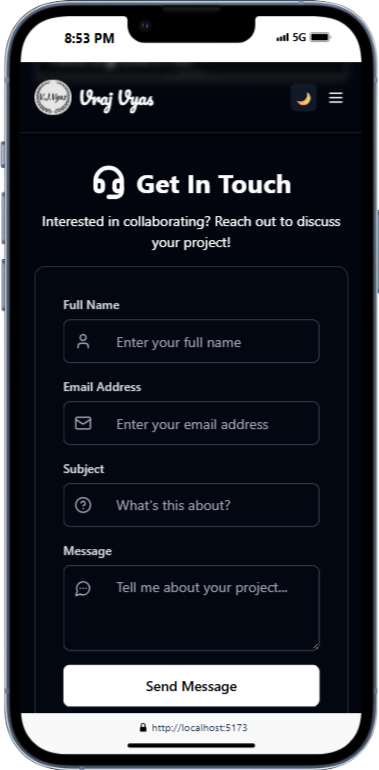 8:53 PM
5G
V.J.Vyas
Vraj Vyas
Get In Touch
Interested in collaborating? Reach out to discuss
your project!
Full Name
Enter your full name
Email Address
Enter your email address
Subject
What's this about?
Message
Tell me about your project...
Send Message
http://localhost:5173